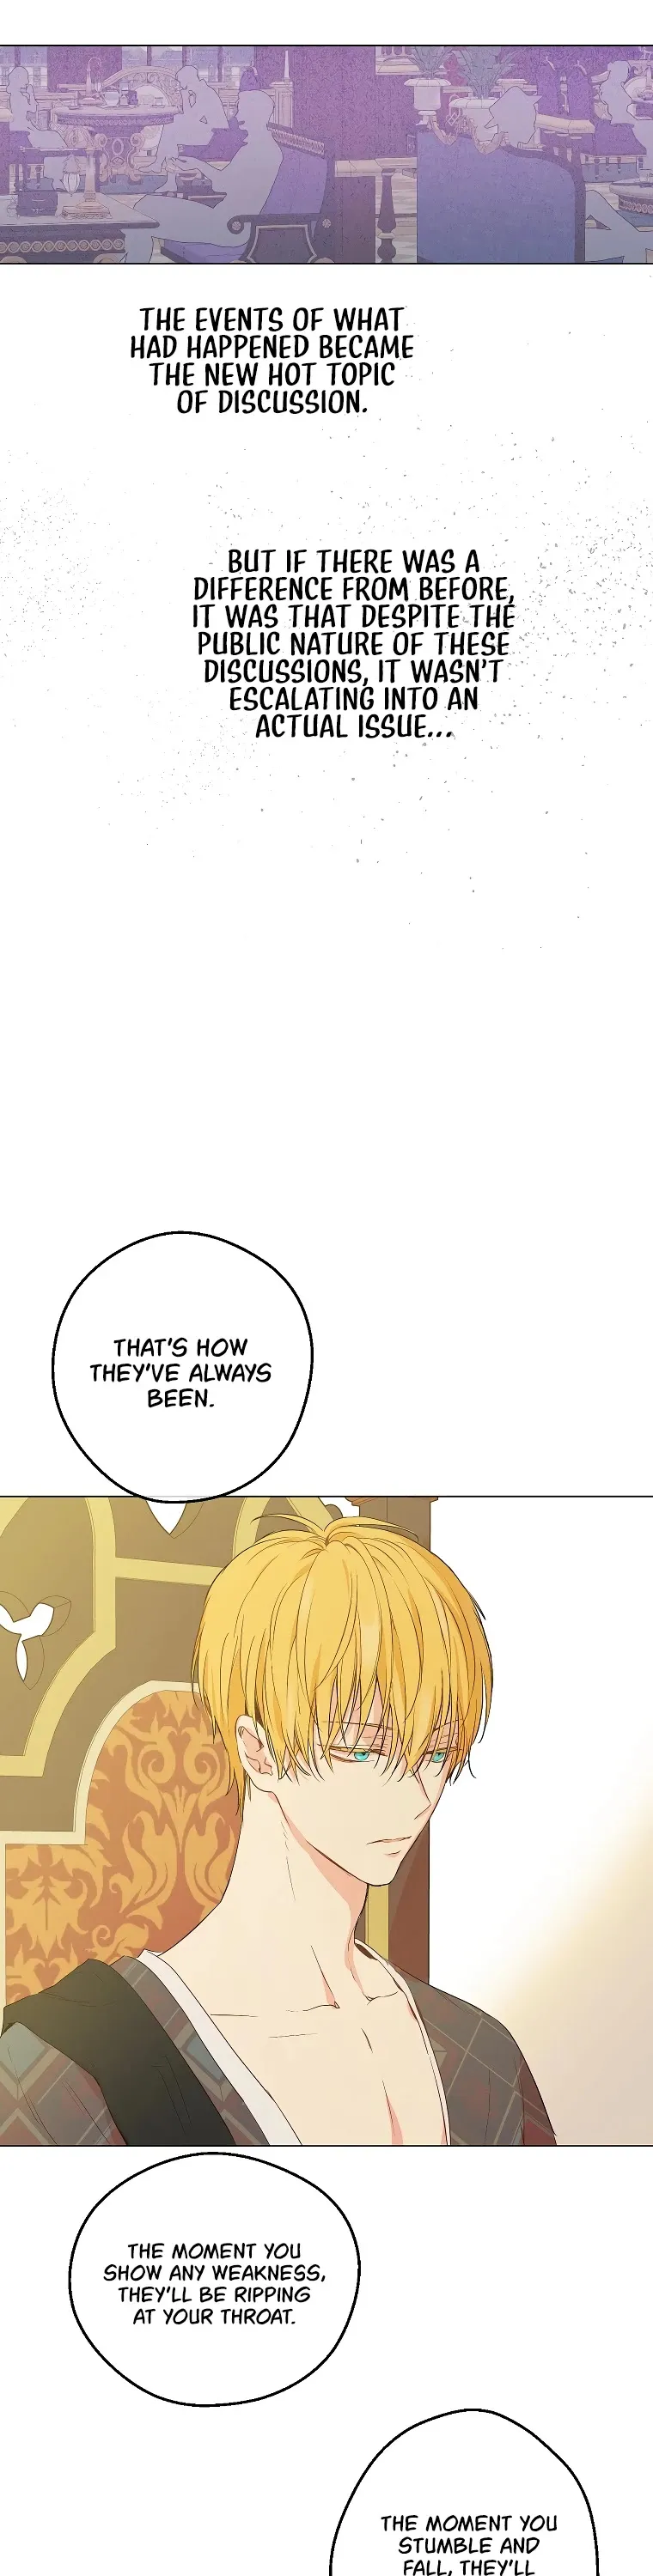 THE EVENTS OF WHAT
HAD HAPPENED BECAME
THE NEW HOT TOPIC
OF DISCUSSION.
BUT IF THERE WAS A
DIFFERENCE FROM BEFORE,
IT WAS THAT DESPITE THE
PUBLIC NATURE OF THESE
DISCUSSIONS, IT WASN'T
ESCALATING INTO AN
ACTUAL ISSUE...
THAT'S HOW
THEY'VE ALWAYS
BEEN.
THE MOMENT YOU
SHOW ANY WEAKNESS,
THEY'LL BE RIPPING
AT YOUR THROAT.
THE MOMENT YOU
STUMBLE AND
FALL, THEY'LL